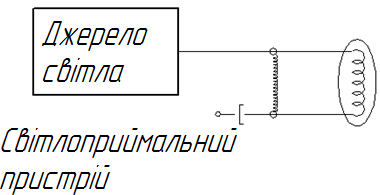 Джерело
світла
Світлоприймальний
пристрій